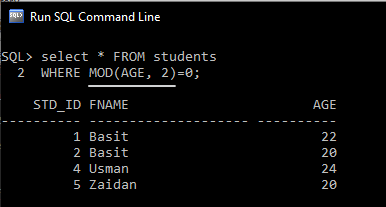 Run SQL Command Line
SQL> select * FROM students
  2  WHERE MOD(AGE, 2)=0;
    STD_ID FNAME                       AGE
---------- -------------------- ----------
         1 Basit                        22
         2 Basit                        20
         4 Usman                        24
         5 Zaidan                       20